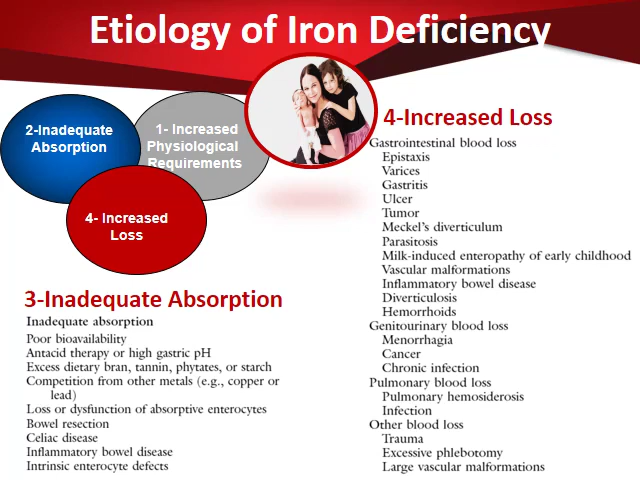 Etiology of Iron Deficiency
2-Inadequate
Absorption
1- Increased
Physiological
Requirements
4- Increased
Loss
3-Inadequate Absorption
Inadequate absorption
Poor bioavailability
Antacid therapy or high gastric pH
Excess dietary bran, tannin, phytates, or starch
Competition from other metals (e.g., copper or
lead)
Loss or dysfunction of absorptive enterocytes
Bowel resection
Celiac disease
Inflammatory bowel disease
Intrinsic enterocyte defects
4-Increased Loss
Gastrointestinal blood loss
Epistaxis
Varices
Gastritis
Ulcer
Tumor
Meckel's diverticulum
Parasitosis
Milk-induced enteropathy of early childhood
Vascular malformations
Inflammatory bowel disease
Diverticulosis
Hemorrhoids
Genitourinary blood loss
Menorrhagia
Cancer
Chronic infection
Pulmonary blood loss
Pulmonary hemosiderosis
Infection
Other blood loss
Trauma
Excessive phlebotomy
Large vascular malformations